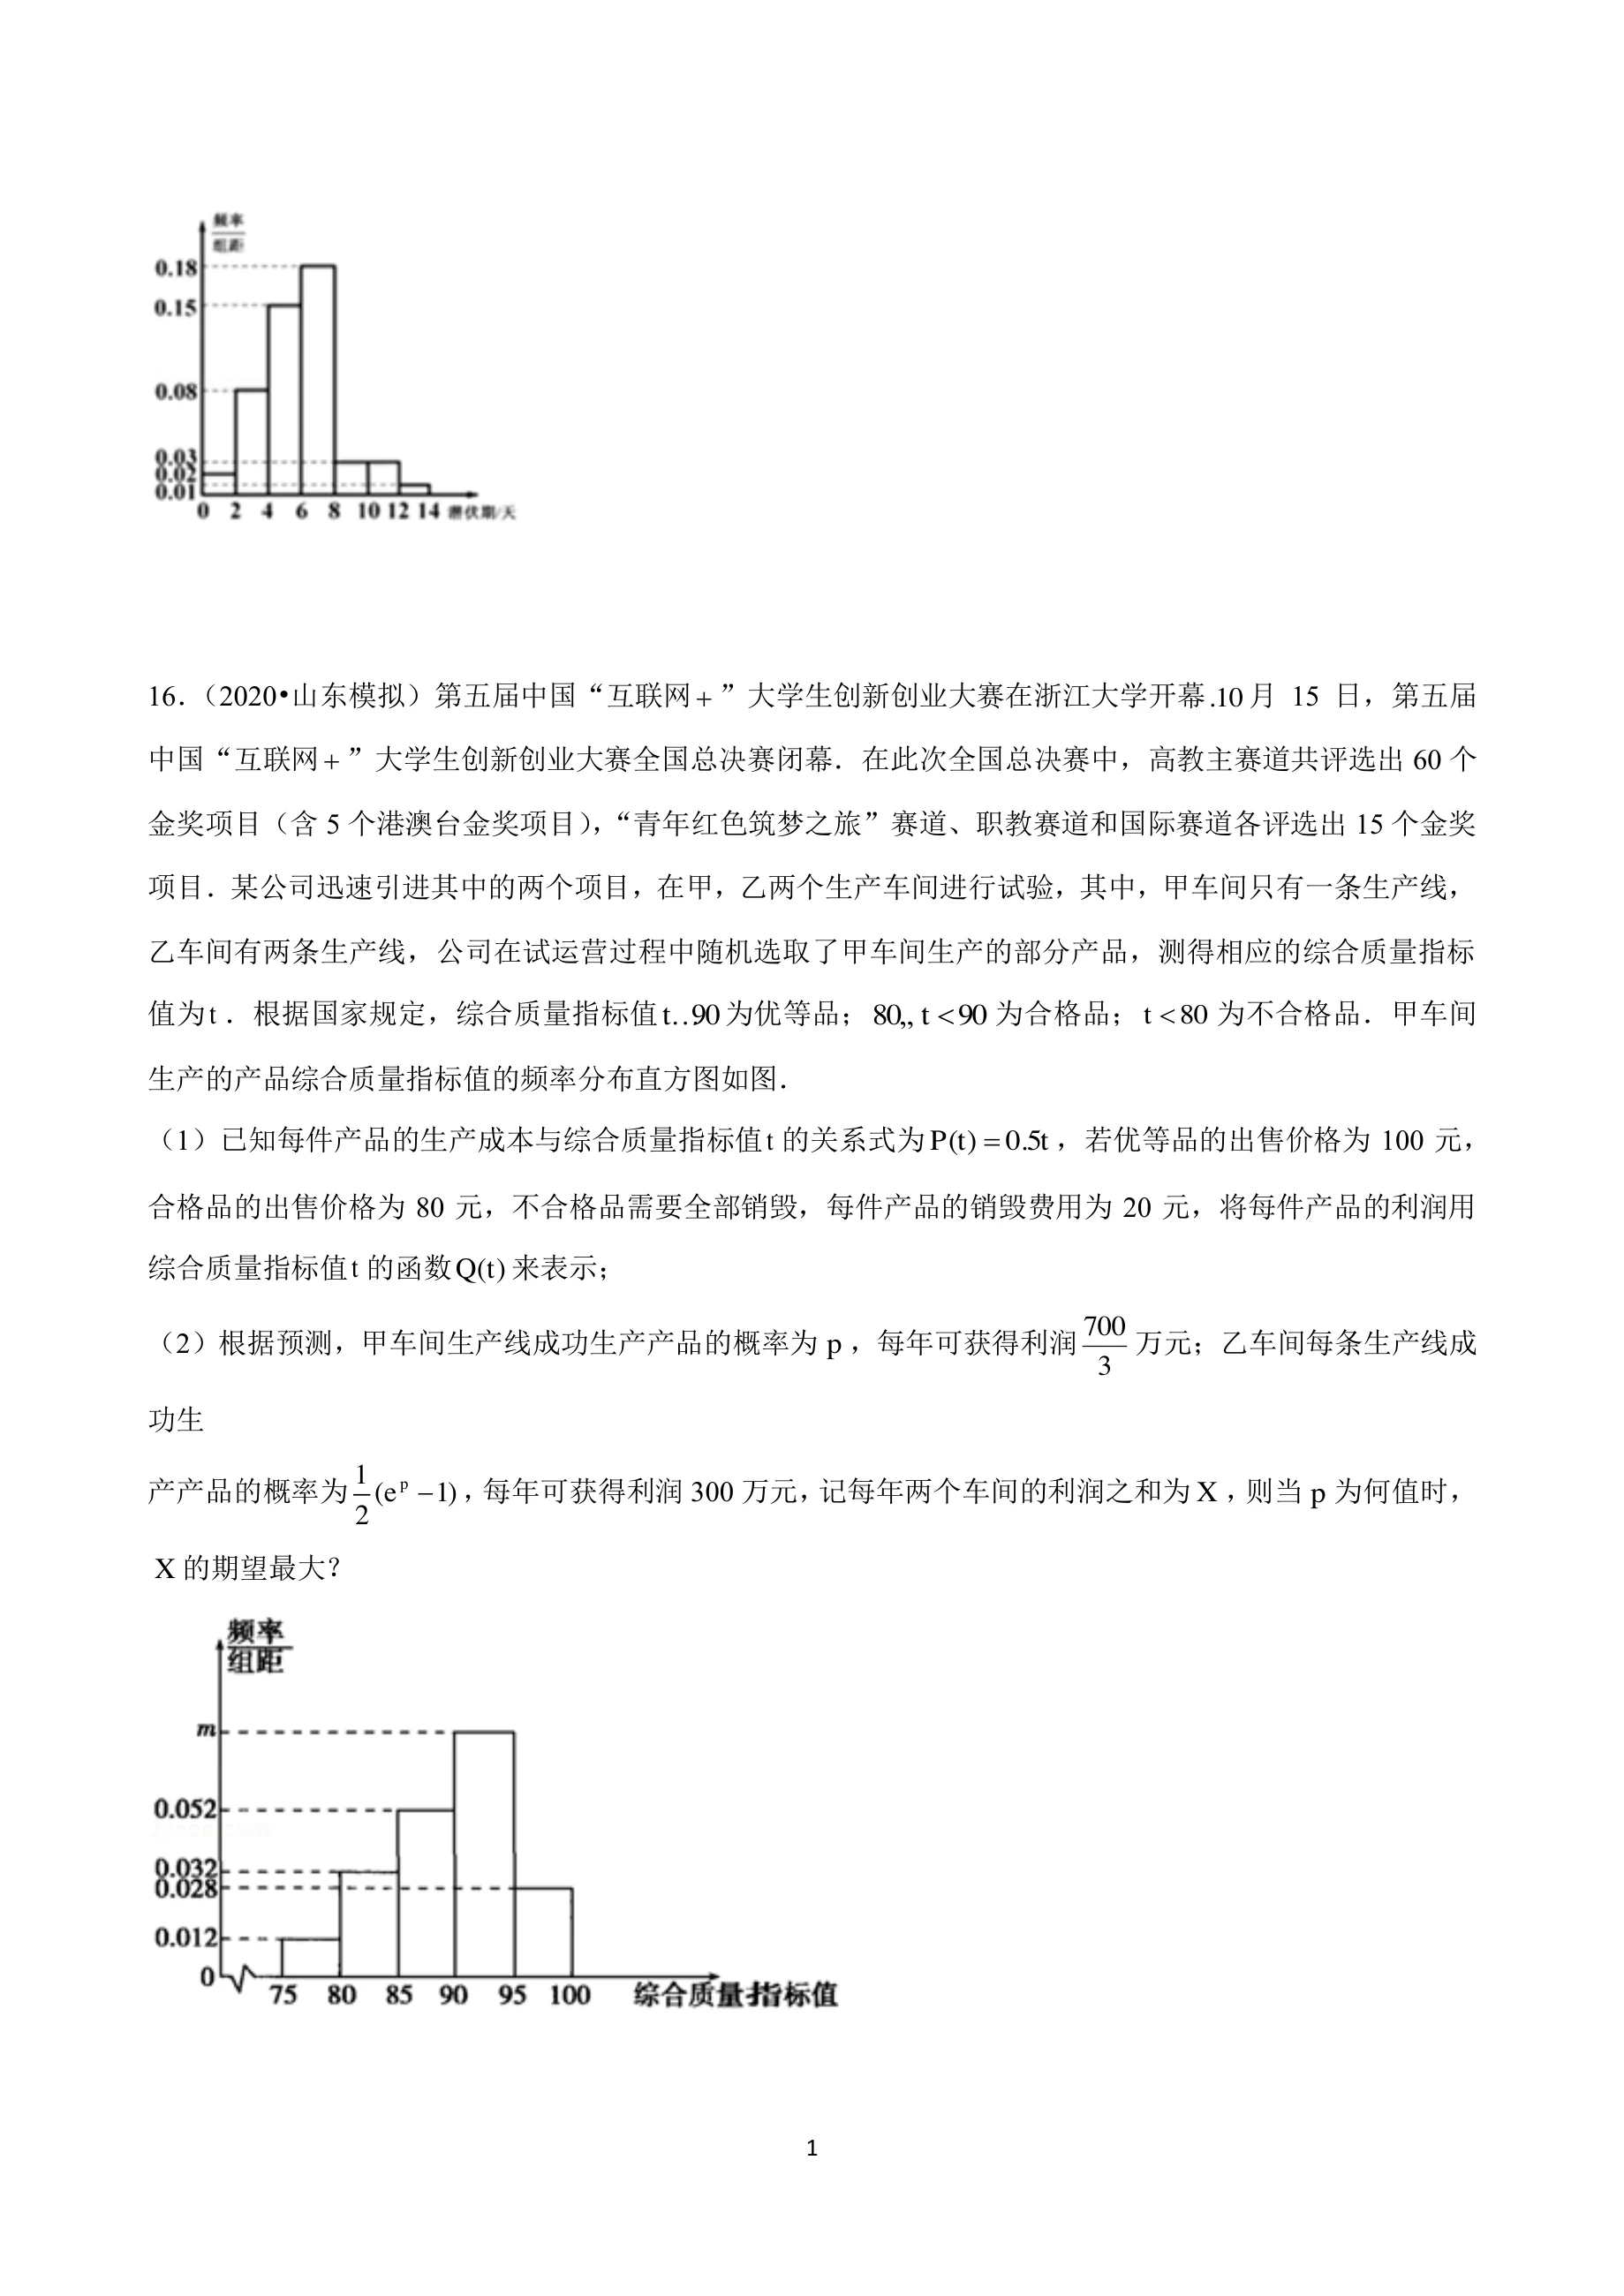 频率
组距
0.18
0.15
0.08
0.03
0.02
0.01
0 2 4 6 8 10 12 14 潜伏期/天
16.（2020•山东模拟）第五届中国“互联网+”大学生创新创业大赛在浙江大学开幕.10月 15 日，第五届
中国“互联网+”大学生创新创业大赛全国总决赛闭幕．在此次全国总决赛中，高教主赛道共评选出 60 个
金奖项目（含 5 个港澳台金奖项目），“青年红色筑梦之旅”赛道、职教赛道和国际赛道各评选出 15 个金奖
项目．某公司迅速引进其中的两个项目，在甲，乙两个生产车间进行试验，其中，甲车间只有一条生产线，
乙车间有两条生产线，公司在试运营过程中随机选取了甲车间生产的部分产品，测得相应的综合质量指标
值为t．根据国家规定，综合质量指标值t..90为优等品；80,, t<90 为合格品；t<80 为不合格品．甲车间
生产的产品综合质量指标值的频率分布直方图如图．
（1）已知每件产品的生产成本与综合质量指标值t 的关系式为P(t)=0.5t，若优等品的出售价格为 100 元，
合格品的出售价格为 80 元，不合格品需要全部销毁，每件产品的销毁费用为 20 元，将每件产品的利润用
综合质量指标值t 的函数Q(t) 来表示；
（2）根据预测，甲车间生产线成功生产产品的概率为 p，每年可获得利润 700/3 万元；乙车间每条生产线成
功生
产产品的概率为 1/2 (e^p −1)，每年可获得利润 300 万元，记每年两个车间的利润之和为 X，则当 p 为何值时，
X 的期望最大？
频率
组距
m
0.052
0.032
0.028
0.012
0
75 80 85 90 95 100 综合质量指标值
1